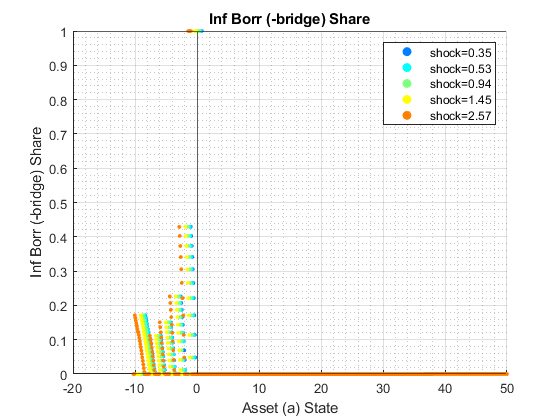 Inf Borr (-bridge) Share
1
0.9
0.8
0.7
0.6
0.5
0.4
0.3
0.2
0.1
0
Inf Borr (-bridge) Share
shock=0.35
shock=0.53
shock=0.94
shock=1.45
shock=2.57
-20
-10
0
10
20
30
40
50
Asset (a) State